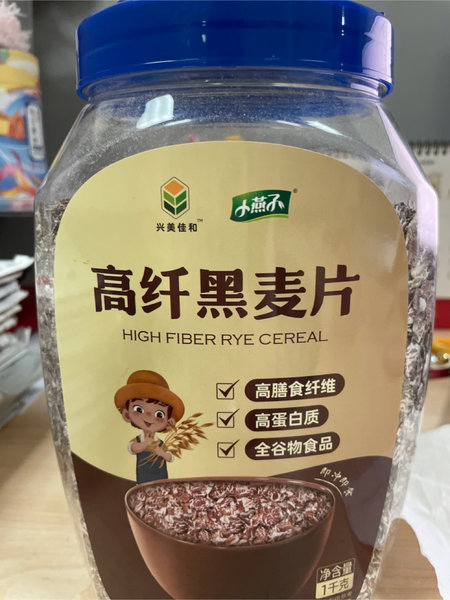 兴美佳和™
小燕子®
高纤黑麦片
HIGH FIBER RYE CEREAL
高膳食纤维
高蛋白质
全谷物食品
即冲即食
净含量
1千克